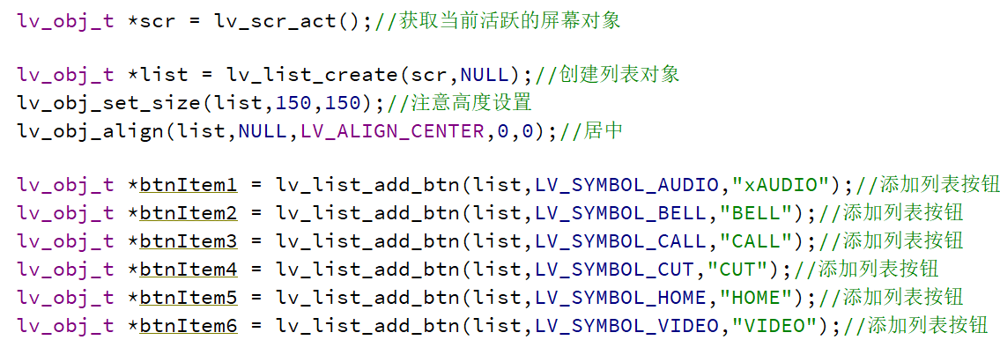 lv_obj_t *scr = lv_scr_act();//获取当前活跃的屏幕对象
lv_obj_t *list = lv_list_create(scr,NULL);//创建列表对象
lv_obj_set_size(list,150,150);//注意高度设置
lv_obj_align(list,NULL,LV_ALIGN_CENTER,0,0);//居中
lv_obj_t *btnItem1 = lv_list_add_btn(list,LV_SYMBOL_AUDIO,"xAUDIO");//添加列表按钮
lv_obj_t *btnItem2 = lv_list_add_btn(list,LV_SYMBOL_BELL,"BELL");//添加列表按钮
lv_obj_t *btnItem3 = lv_list_add_btn(list,LV_SYMBOL_CALL,"CALL");//添加列表按钮
lv_obj_t *btnItem4 = lv_list_add_btn(list,LV_SYMBOL_CUT,"CUT");//添加列表按钮
lv_obj_t *btnItem5 = lv_list_add_btn(list,LV_SYMBOL_HOME,"HOME");//添加列表按钮
lv_obj_t *btnItem6 = lv_list_add_btn(list,LV_SYMBOL_VIDEO,"VIDEO");//添加列表按钮